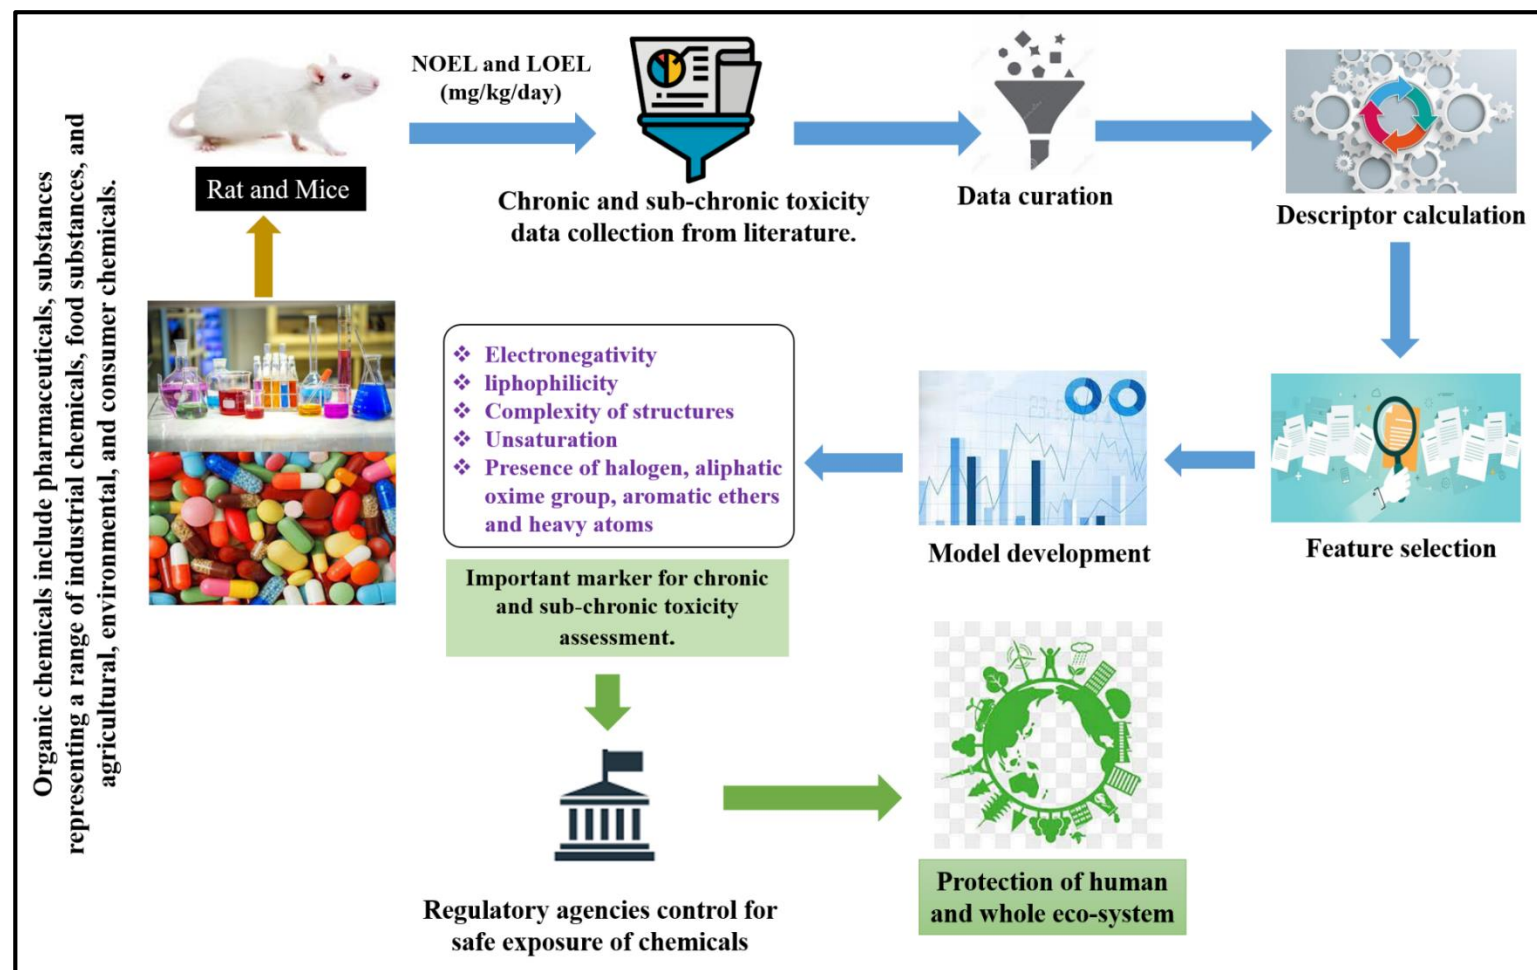 Organic chemicals include pharmaceuticals, substances
representing a range of industrial chemicals, food substances, and
agricultural, environmental, and consumer chemicals.
Rat and Mice
NOEL and LOEL
(mg/kg/day)
Chronic and sub-chronic toxicity
data collection from literature.
Data curation
Descriptor calculation
Feature selection
Model development
❖ Electronegativity
❖ liphophilicity
❖ Complexity of structures
❖ Unsaturation
❖ Presence of halogen, aliphatic
oxime group, aromatic ethers
and heavy atoms
Important marker for chronic
and sub-chronic toxicity
assessment.
Regulatory agencies control for
safe exposure of chemicals
Protection of human
and whole eco-system